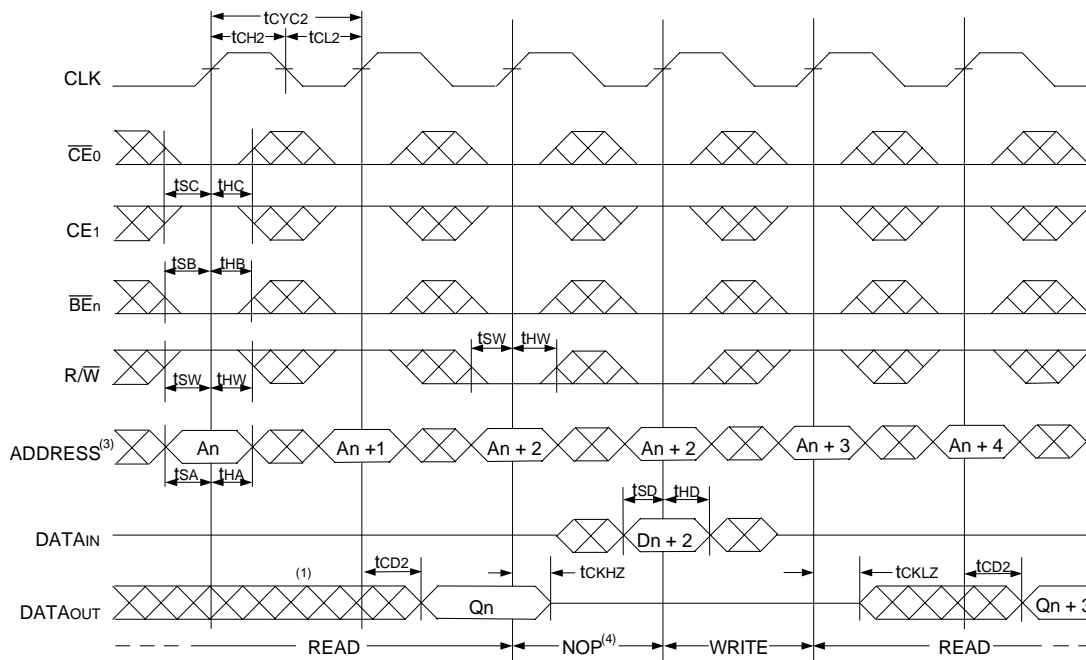 tCYC2
tCH2 tCL2
CLK
CE0
tSC tHC
CE1
tSB tHB
BEn
tSW tHW
R/W
tSW tHW
ADDRESS(3) An An +1 An + 2 An + 2 An + 3 An + 4
tSA tHA
tSD tHD
DATAIN Dn + 2
tCD2 tCKHZ tCKLZ tCD2
(1)
DATAOUT Qn Qn + 3
READ NOP(4) WRITE READ